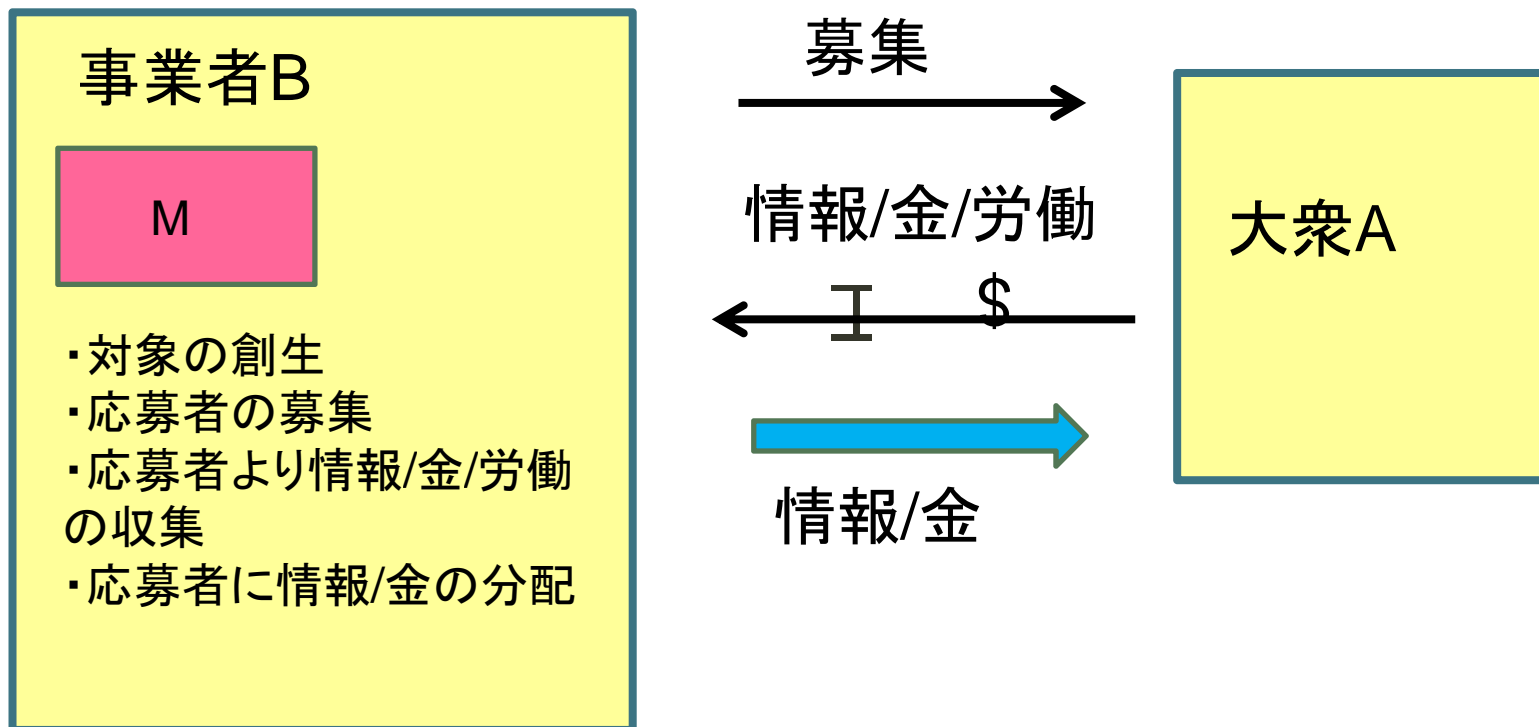 事業者B
M
・対象の創生
・応募者の募集
・応募者より情報/金/労働
の収集
・応募者に情報/金の分配
募集
情報/金/労働
I $
情報/金
大衆A